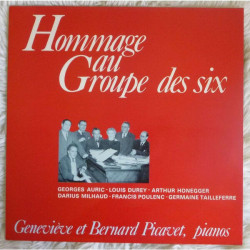 Hommage
au
Groupe des six
GEORGES AURIC · LOUIS DUREY · ARTHUR HONEGGER
DARIUS MILHAUD · FRANCIS POULENC · GERMAINE TAILLEFERRE
Geneviève et Bernard Picavet, pianos